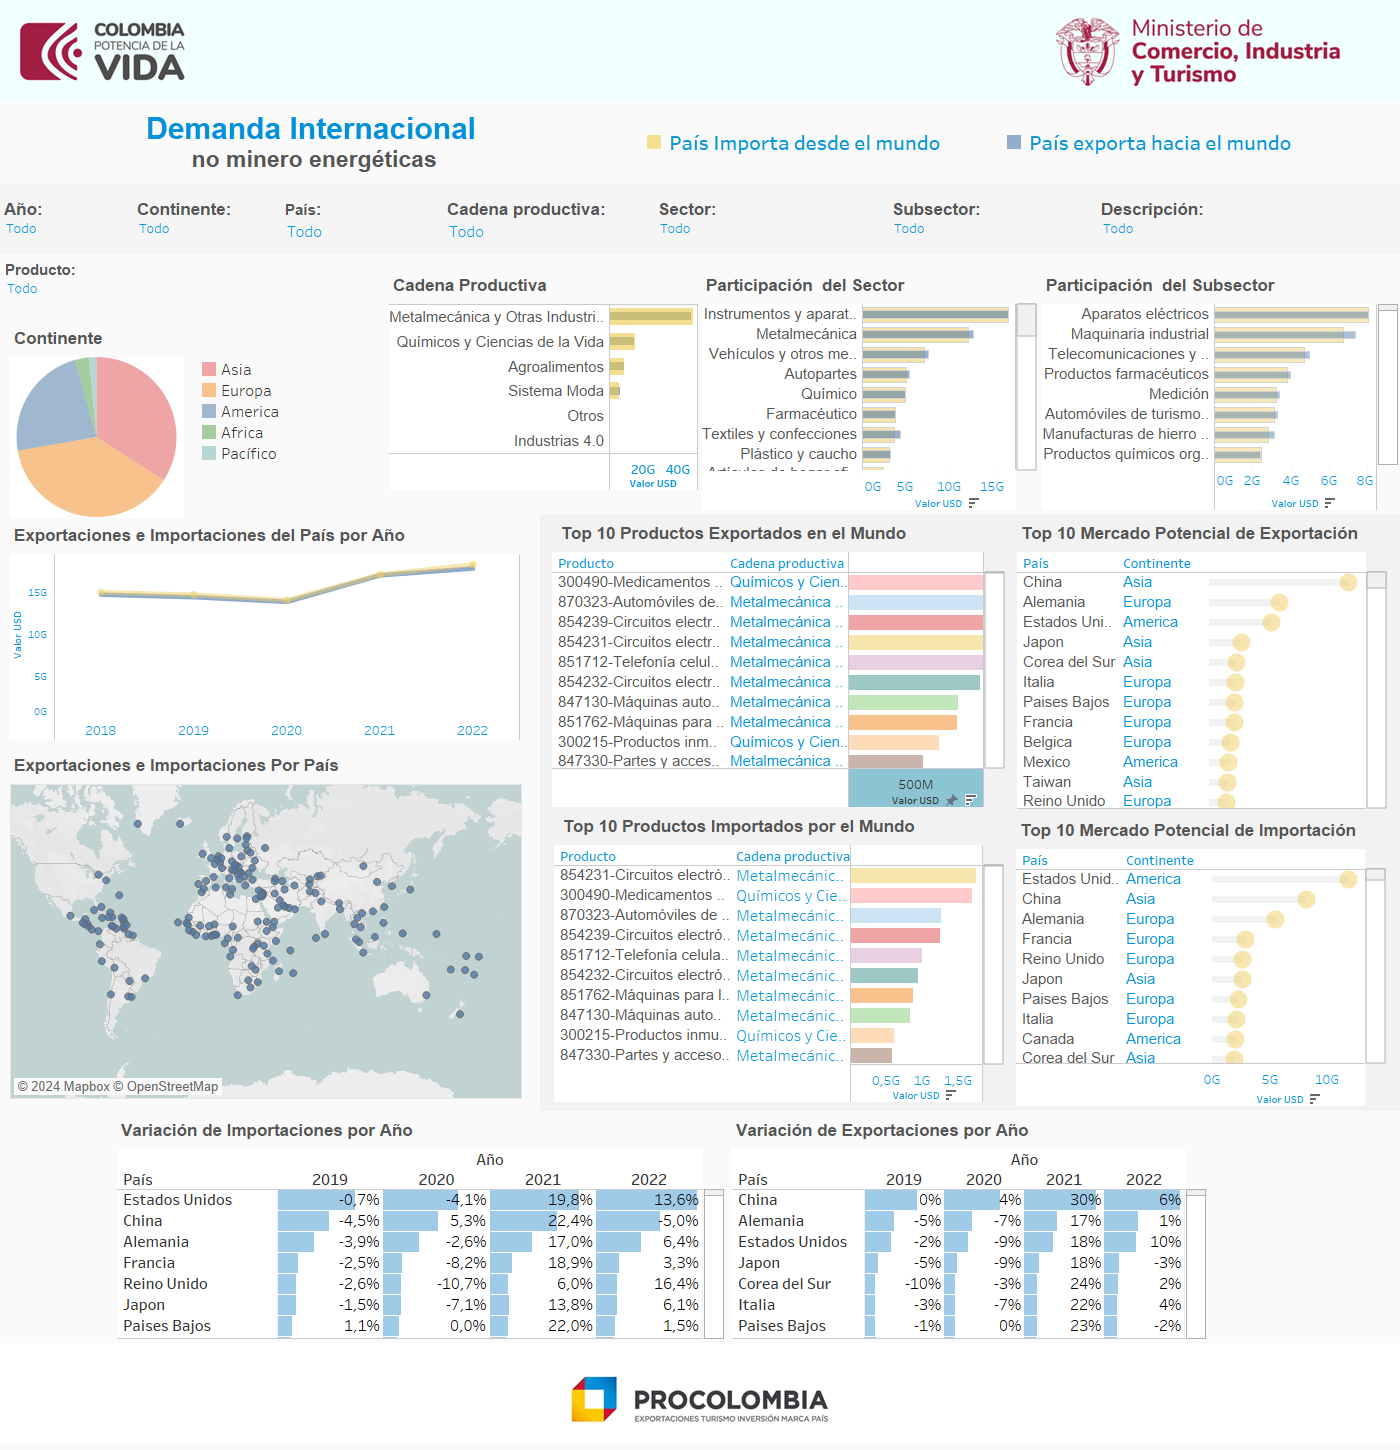 COLOMBIA
POTENCIA DE LA
VIDA
Ministerio de
Comercio, Industria
y Turismo
Demanda Internacional
no minero energéticas
País Importa desde el mundo
País exporta hacia el mundo
Año:
Todo
Continente:
Todo
País:
Todo
Cadena productiva:
Todo
Sector:
Todo
Subsector:
Todo
Descripción:
Todo
Producto:
Todo
Continente
Asia
Europa
America
Africa
Pacífico
Cadena Productiva
Metalmecánica y Otras Industri..
Químicos y Ciencias de la Vida
Agroalimentos
Sistema Moda
Otros
Industrias 4.0
20G 40G
Valor USD
Participación del Sector
Instrumentos y aparat..
Metalmecánica
Vehículos y otros me..
Autopartes
Químico
Farmacéutico
Textiles y confecciones
Plástico y caucho
0G 5G 10G 15G
Valor USD
Participación del Subsector
Aparatos eléctricos
Maquinaria industrial
Telecomunicaciones y ..
Productos farmacéuticos
Medición
Automóviles de turismo..
Manufacturas de hierro ..
Productos químicos org..
0G 2G 4G 6G 8G
Valor USD
Exportaciones e Importaciones del País por Año
Valor USD
15G
10G
5G
0G
2018 2019 2020 2021 2022
Exportaciones e Importaciones Por País
© 2024 Mapbox © OpenStreetMap
Top 10 Productos Exportados en el Mundo
Producto Cadena productiva
300490-Medicamentos .. Químicos y Cien..
870323-Automóviles de.. Metalmecánica ..
854239-Circuitos electr.. Metalmecánica ..
854231-Circuitos electr.. Metalmecánica ..
851712-Telefonía celul.. Metalmecánica ..
854232-Circuitos electr.. Metalmecánica ..
847130-Máquinas auto.. Metalmecánica ..
851762-Máquinas para .. Metalmecánica ..
300215-Productos inm.. Químicos y Cien..
847330-Partes y acces.. Metalmecánica ..
500M
Valor USD
Top 10 Mercado Potencial de Exportación
País Continente
China Asia
Alemania Europa
Estados Uni.. America
Japon Asia
Corea del Sur Asia
Italia Europa
Paises Bajos Europa
Francia Europa
Belgica Europa
Mexico America
Taiwan Asia
Reino Unido Europa
Top 10 Productos Importados por el Mundo
Producto Cadena productiva
854231-Circuitos electró.. Metalmecánic..
300490-Medicamentos .. Químicos y Cie..
870323-Automóviles de .. Metalmecánic..
854239-Circuitos electró.. Metalmecánic..
851712-Telefonía celula.. Metalmecánic..
854232-Circuitos electró.. Metalmecánic..
851762-Máquinas para l.. Metalmecánic..
847130-Máquinas auto.. Metalmecánic..
300215-Productos inmu.. Químicos y Cie..
847330-Partes y acceso.. Metalmecánic..
0,5G 1G 1,5G
Valor USD
Top 10 Mercado Potencial de Importación
País Continente
Estados Unid.. America
China Asia
Alemania Europa
Francia Europa
Reino Unido Europa
Japon Asia
Paises Bajos Europa
Italia Europa
Canada America
Corea del Sur Asia
0G 5G 10G
Valor USD
Variación de Importaciones por Año
Año
País 2019 2020 2021 2022
Estados Unidos -0,7% -4,1% 19,8% 13,6%
China -4,5% 5,3% 22,4% -5,0%
Alemania -3,9% -2,6% 17,0% 6,4%
Francia -2,5% -8,2% 18,9% 3,3%
Reino Unido -2,6% -10,7% 6,0% 16,4%
Japon -1,5% -7,1% 13,8% 6,1%
Paises Bajos 1,1% 0,0% 22,0% 1,5%
Variación de Exportaciones por Año
Año
País 2019 2020 2021 2022
China 0% 4% 30% 6%
Alemania -5% -7% 17% 1%
Estados Unidos -2% -9% 18% 10%
Japon -5% -9% 18% -3%
Corea del Sur -10% -3% 24% 2%
Italia -3% -7% 22% 4%
Paises Bajos -1% 0% 23% -2%
PROCOLOMBIA
EXPORTACIONES TURISMO INVERSIÓN MARCA PAÍS